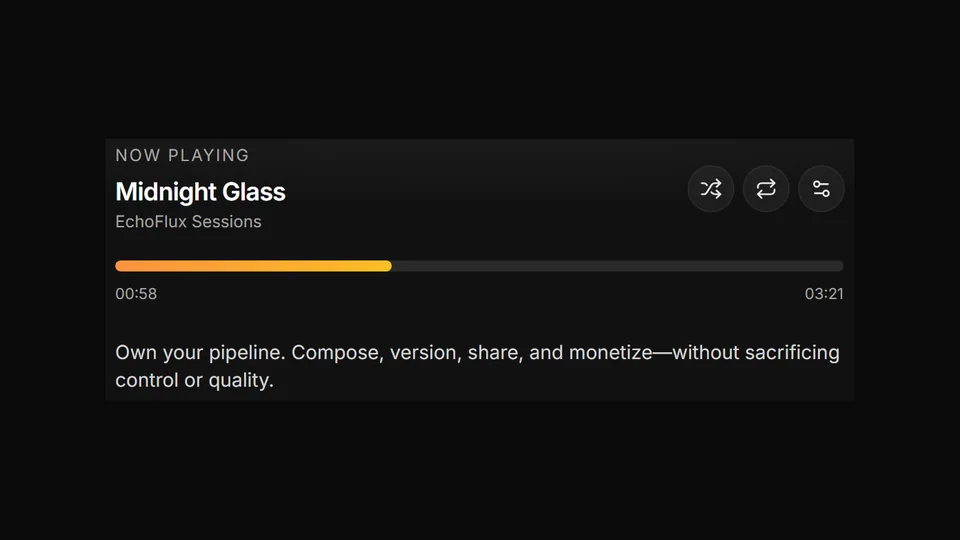 NOW PLAYING
Midnight Glass
EchoFlux Sessions
00:58
03:21
Own your pipeline. Compose, version, share, and monetize—without sacrificing
control or quality.